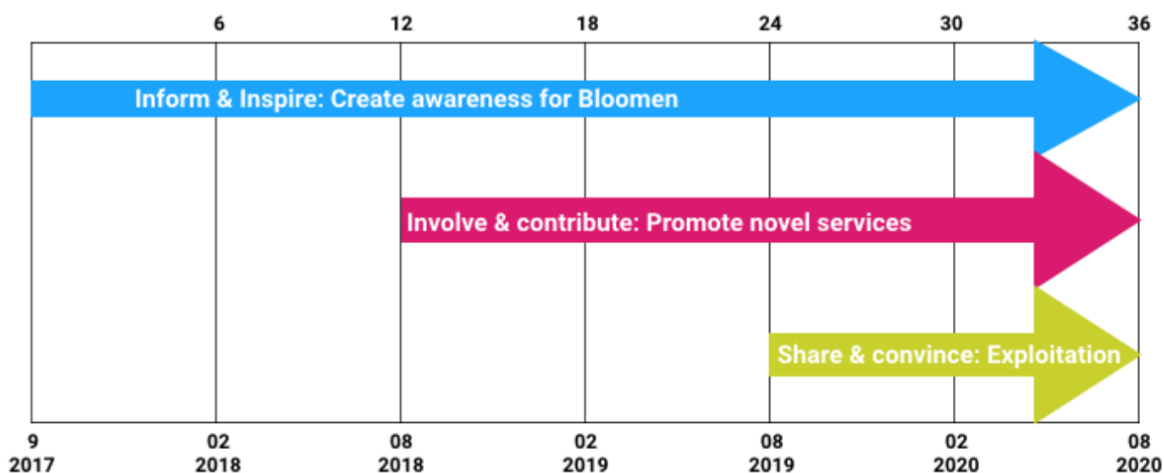 6 12 18 24 30 36
Inform & Inspire: Create awareness for Bloomen
Involve & contribute: Promote novel services
Share & convince: Exploitation
9 02 08 02 08 02 08
2017 2018 2018 2019 2019 2020 2020